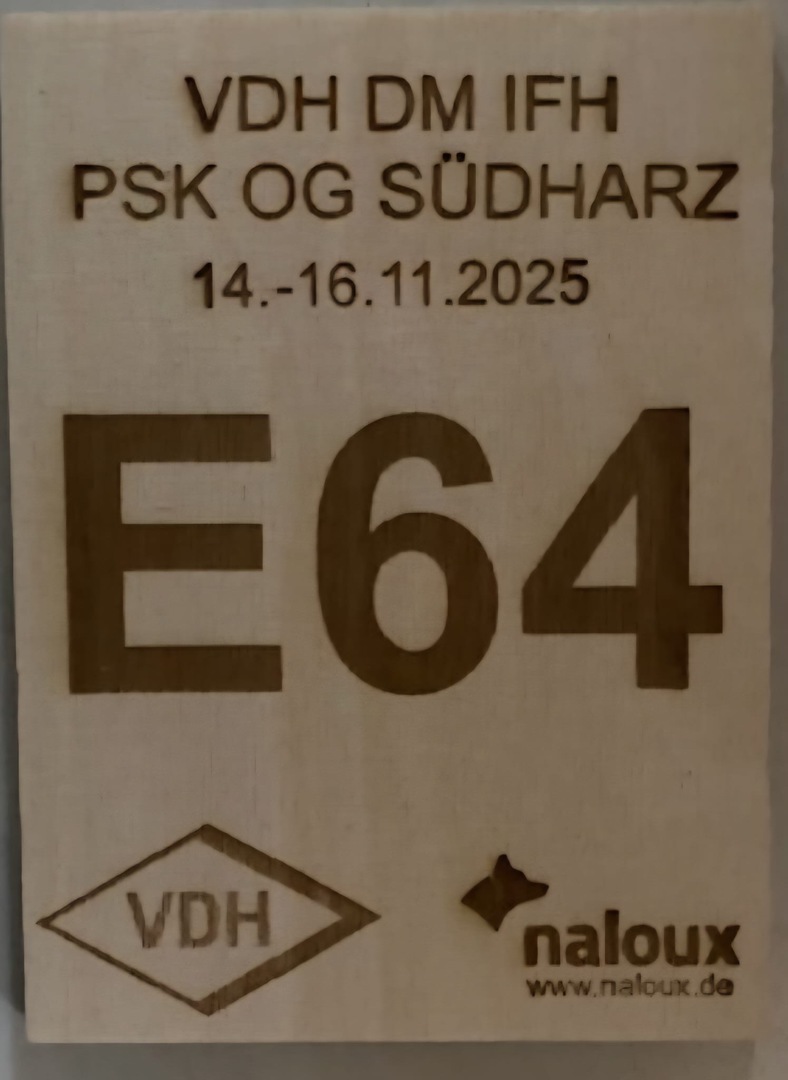 VDH DM IFH
PSK OG SÜDHARZ
14.-16.11.2025
E64
VDH
naloux
www.naloux.de